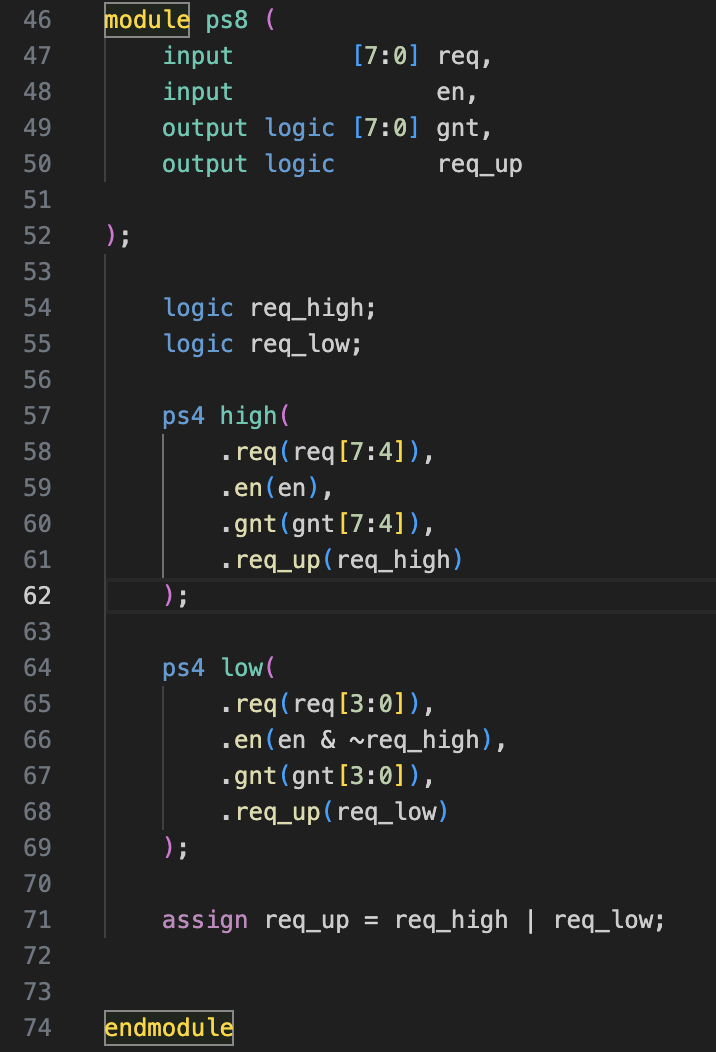 46 module ps8 (
47     input        [7:0] req,
48     input              en,
49     output logic [7:0] gnt,
50     output logic       req_up
51
52 );
53
54     logic req_high;
55     logic req_low;
56
57     ps4 high(
58         .req(req[7:4]),
59         .en(en),
60         .gnt(gnt[7:4]),
61         .req_up(req_high)
62     );
63
64     ps4 low(
65         .req(req[3:0]),
66         .en(en & ~req_high),
67         .gnt(gnt[3:0]),
68         .req_up(req_low)
69     );
70
71     assign req_up = req_high | req_low;
72
73
74 endmodule